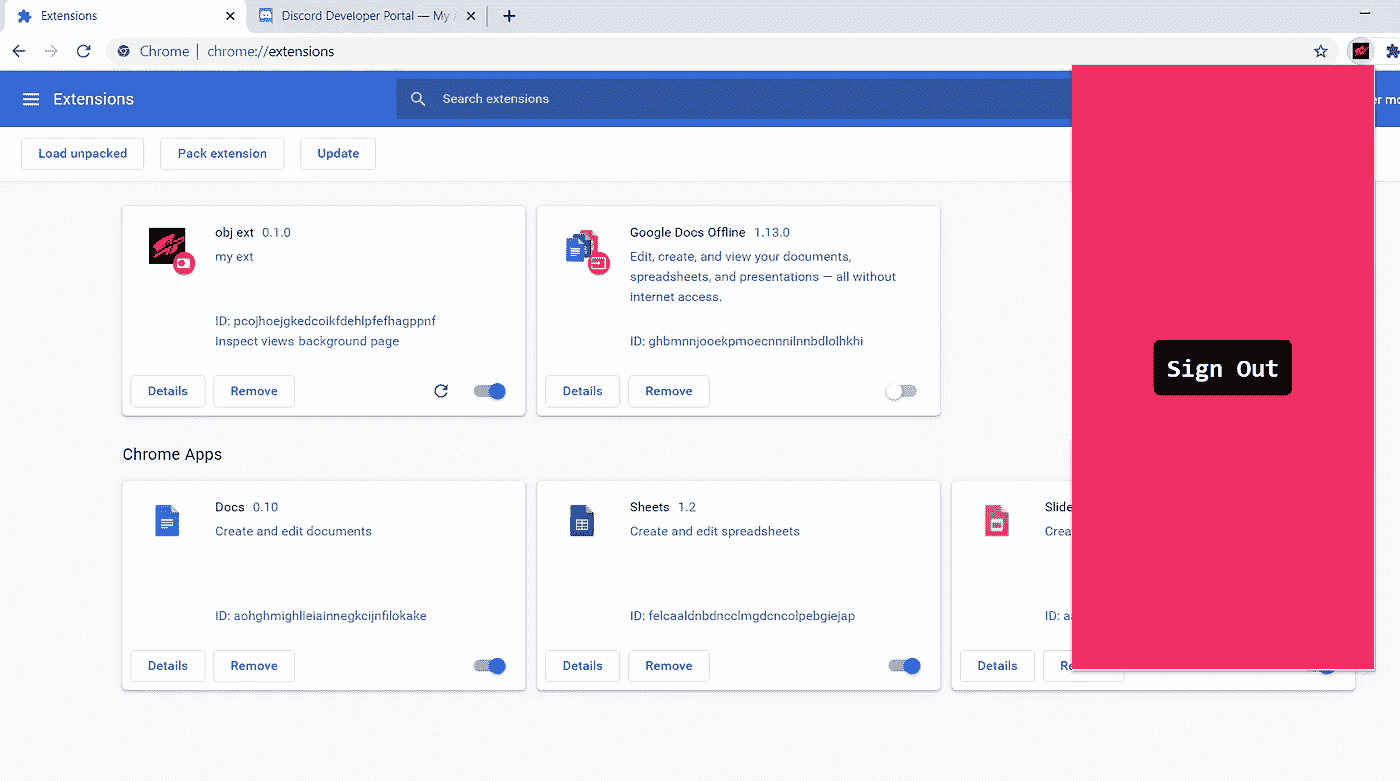 Extensions
Discord Developer Portal — My
Chrome | chrome://extensions
Extensions
Search extensions
Load unpacked
Pack extension
Update
obj ext 0.1.0
my ext
ID: pcojhoejgkedcoikfdehlpfefhagppnf
Inspect views background page
Details
Remove
Google Docs Offline 1.13.0
Edit, create, and view your documents,
spreadsheets, and presentations — all without
internet access.
ID: ghbmnnjooekpmoecnnnilnnbdlolhkhi
Details
Remove
Sign Out
Chrome Apps
Docs 0.10
Create and edit documents
ID: aohghmighlieiainnegkcijnfilokake
Details
Remove
Sheets 1.2
Create and edit spreadsheets
ID: felcaaldnbdncclmgdcncolpebgiejap
Details
Remove
Slide
Crea
ID: a
Details
Re